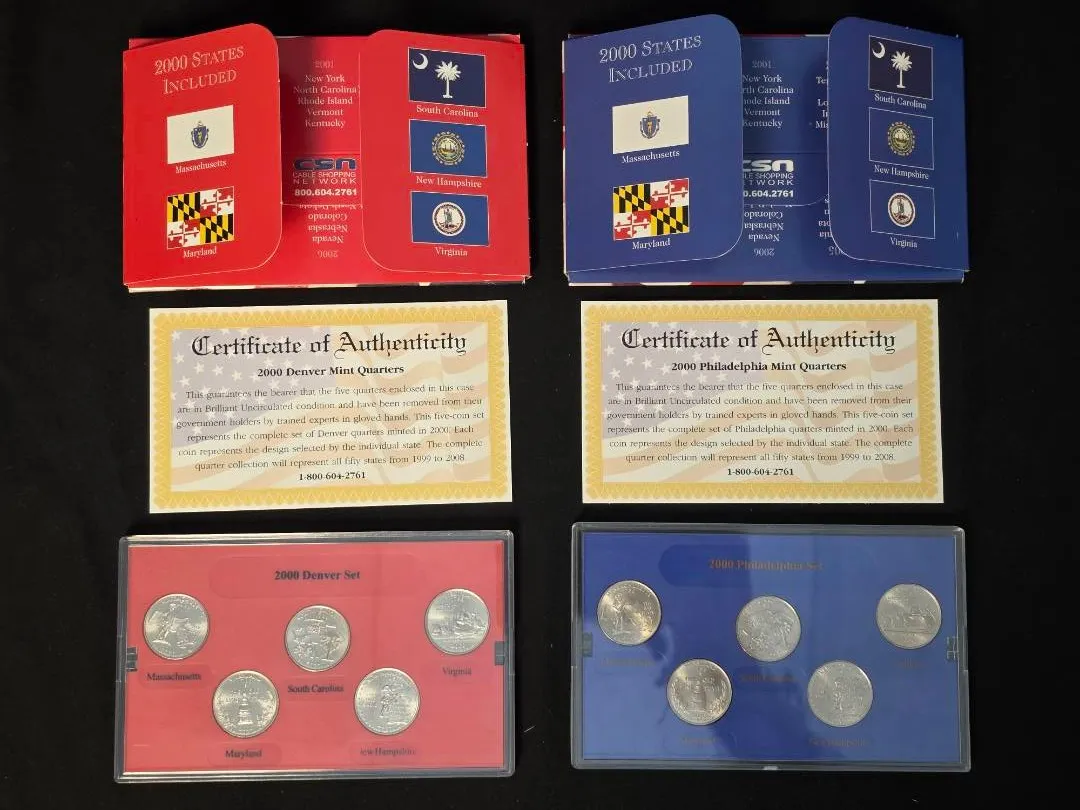 2000 STATES
INCLUDED
Massachusetts
Maryland
2001
New York
North Carolina
Rhode Island
Vermont
Kentucky
CSN
CABLE SHOPPING
NETWORK
800.604.2761
Colorado
Nebraska
Nevada
2006
South Carolina
New Hampshire
Virginia
2000 STATES
INCLUDED
Massachusetts
Maryland
2001
New York
Vermont
Kentucky
CSN
CABLE SHOPPING
NETWORK
800.604.2761
Colorado
Nebraska
Nevada
2006
South Carolina
New Hampshire
Virginia
Certificate of Authenticity
2000 Denver Mint Quarters
This guarantees the bearer that the five quarters enclosed in this case
are in Brilliant Uncirculated condition and have been removed from their
government holders by trained experts in gloved hands. This five-coin set
represents the complete set of Denver quarters minted in 2000. Each
coin represents the design selected by the individual state. The complete
quarter collection will represent all fifty states from 1999 to 2008.
1-800-604-2761
Certificate of Authenticity
2000 Philadelphia Mint Quarters
This guarantees the bearer that the five quarters enclosed in this case
are in Brilliant Uncirculated condition and have been removed from their
government holders by trained experts in gloved hands. This five-coin set
represents the complete set of Philadelphia quarters minted in 2000. Each
coin represents the design selected by the individual state. The complete
quarter collection will represent all fifty states from 1999 to 2008.
1-800-604-2761
2000 Denver Set
Massachusetts
South Carolina
Virginia
Maryland
ew Hampshire
2000 Philadelphia Set